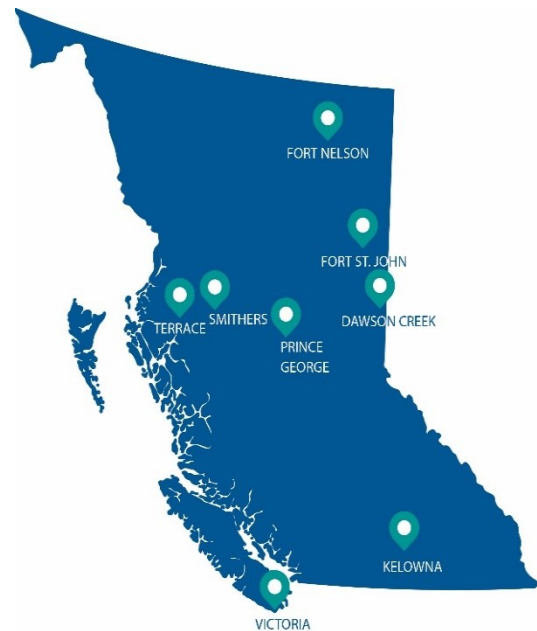 FORT NELSON
FORT ST. JOHN
TERRACE
SMITHERS
PRINCE
GEORGE
DAWSON CREEK
KELOWNA
VICTORIA